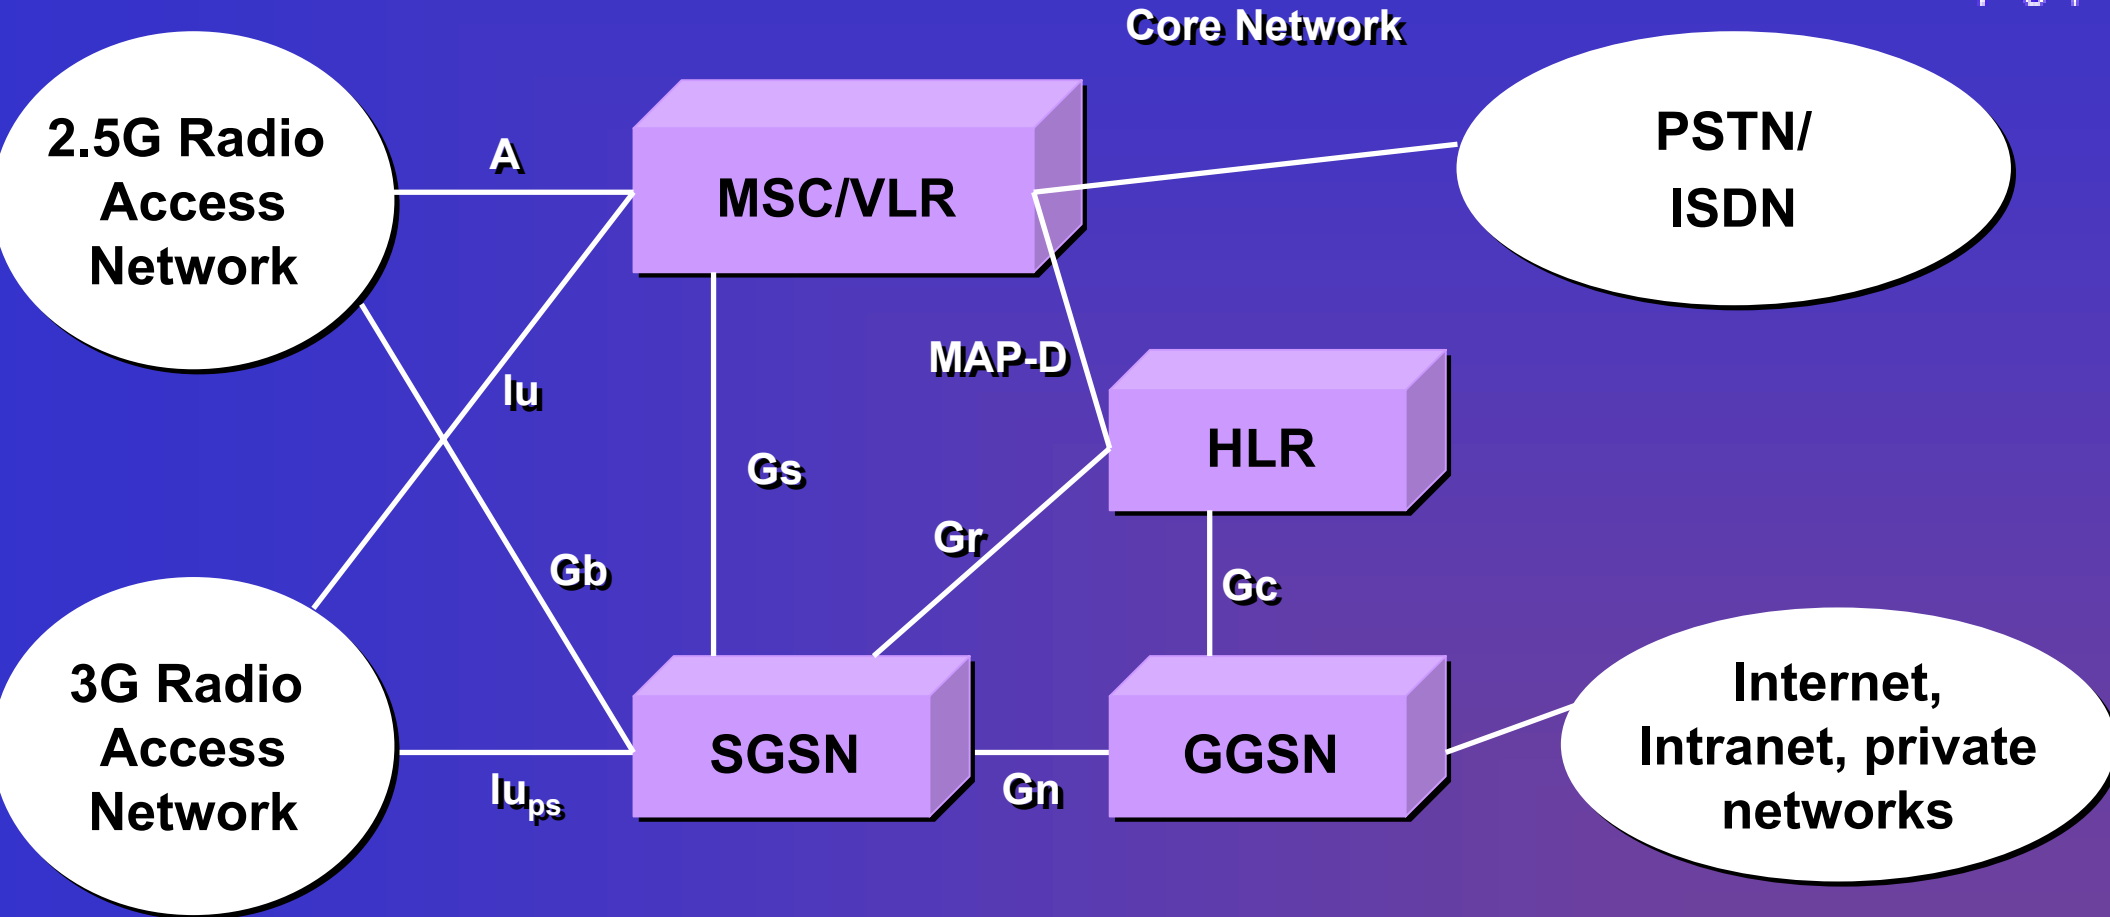 Core Network
2.5G Radio
Access
Network
A
MSC/VLR
PSTN/
ISDN
MAP-D
Iu
HLR
Gs
Gr
Gb
Gc
3G Radio
Access
Network
Iups
SGSN
Gn
GGSN
Internet,
Intranet, private
networks